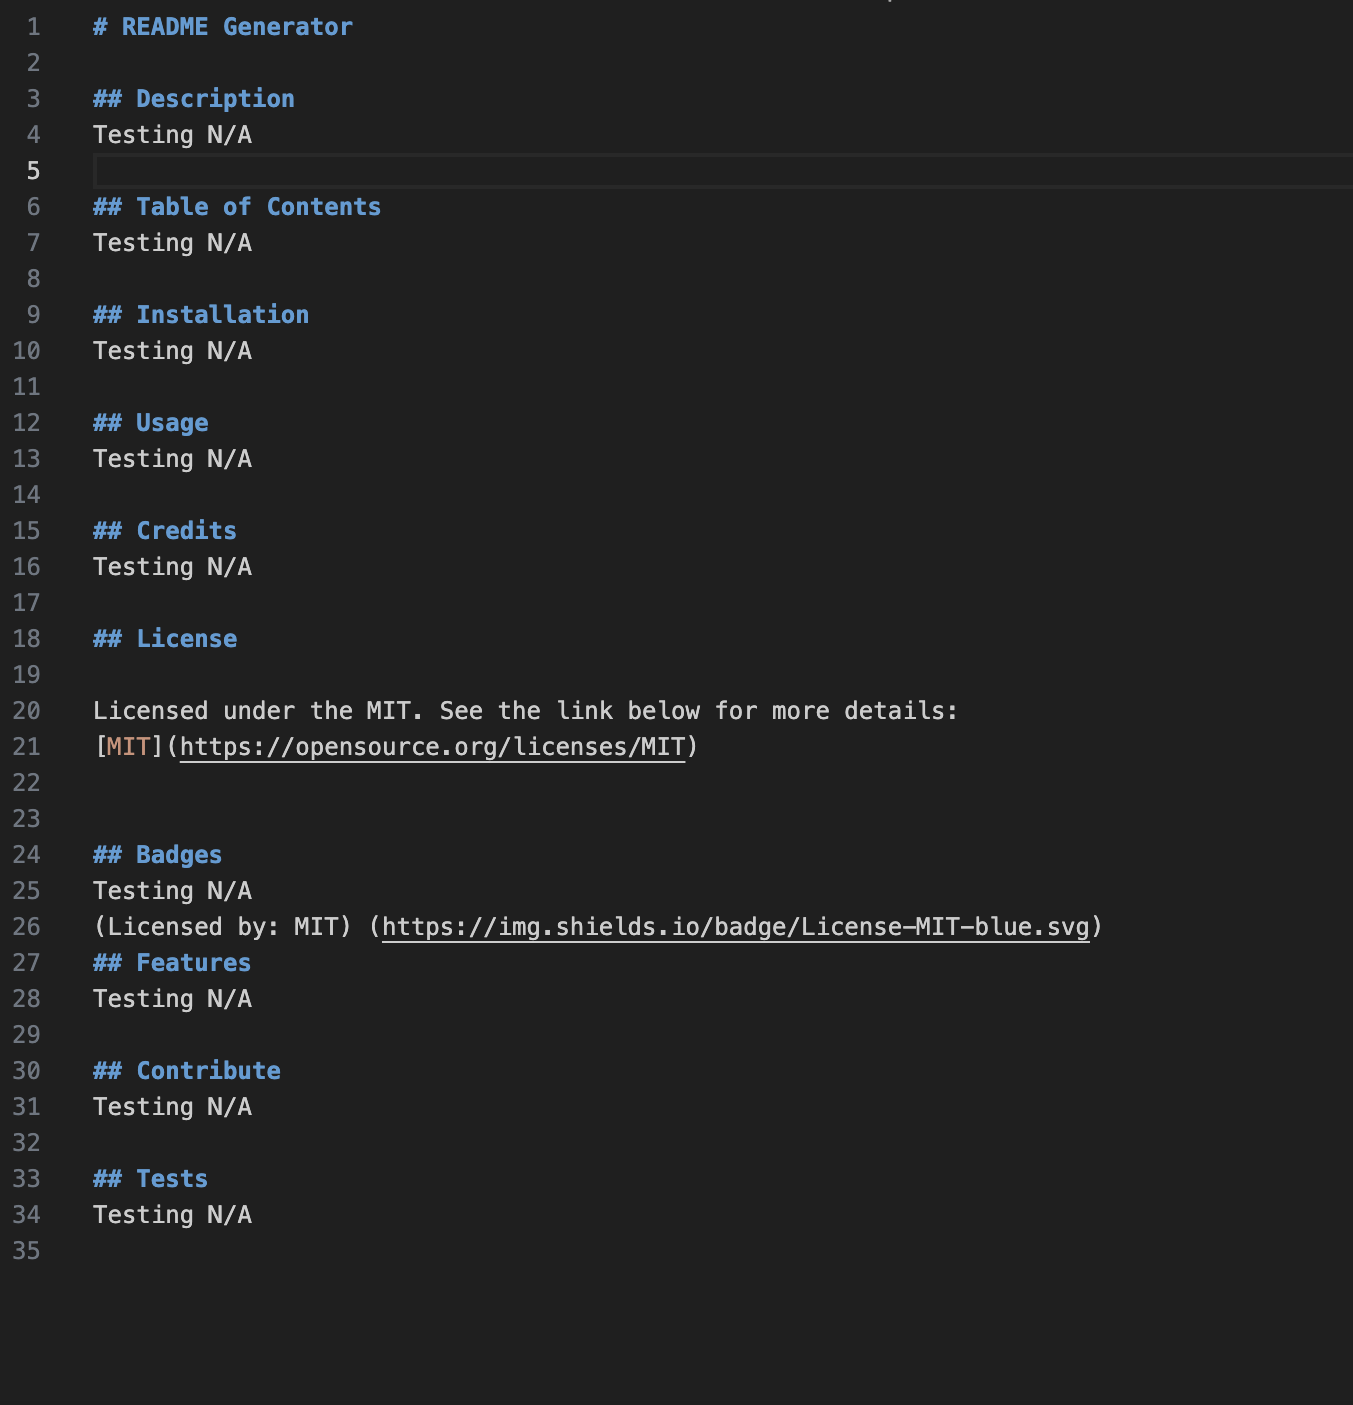 1 # README Generator
2
3 ## Description
4 Testing N/A
5
6 ## Table of Contents
7 Testing N/A
8
9 ## Installation
10 Testing N/A
11
12 ## Usage
13 Testing N/A
14
15 ## Credits
16 Testing N/A
17
18 ## License
19
20 Licensed under the MIT. See the link below for more details:
21 [MIT](https://opensource.org/licenses/MIT)
22
23
24 ## Badges
25 Testing N/A
26 (Licensed by: MIT) (https://img.shields.io/badge/License-MIT-blue.svg)
27 ## Features
28 Testing N/A
29
30 ## Contribute
31 Testing N/A
32
33 ## Tests
34 Testing N/A
35